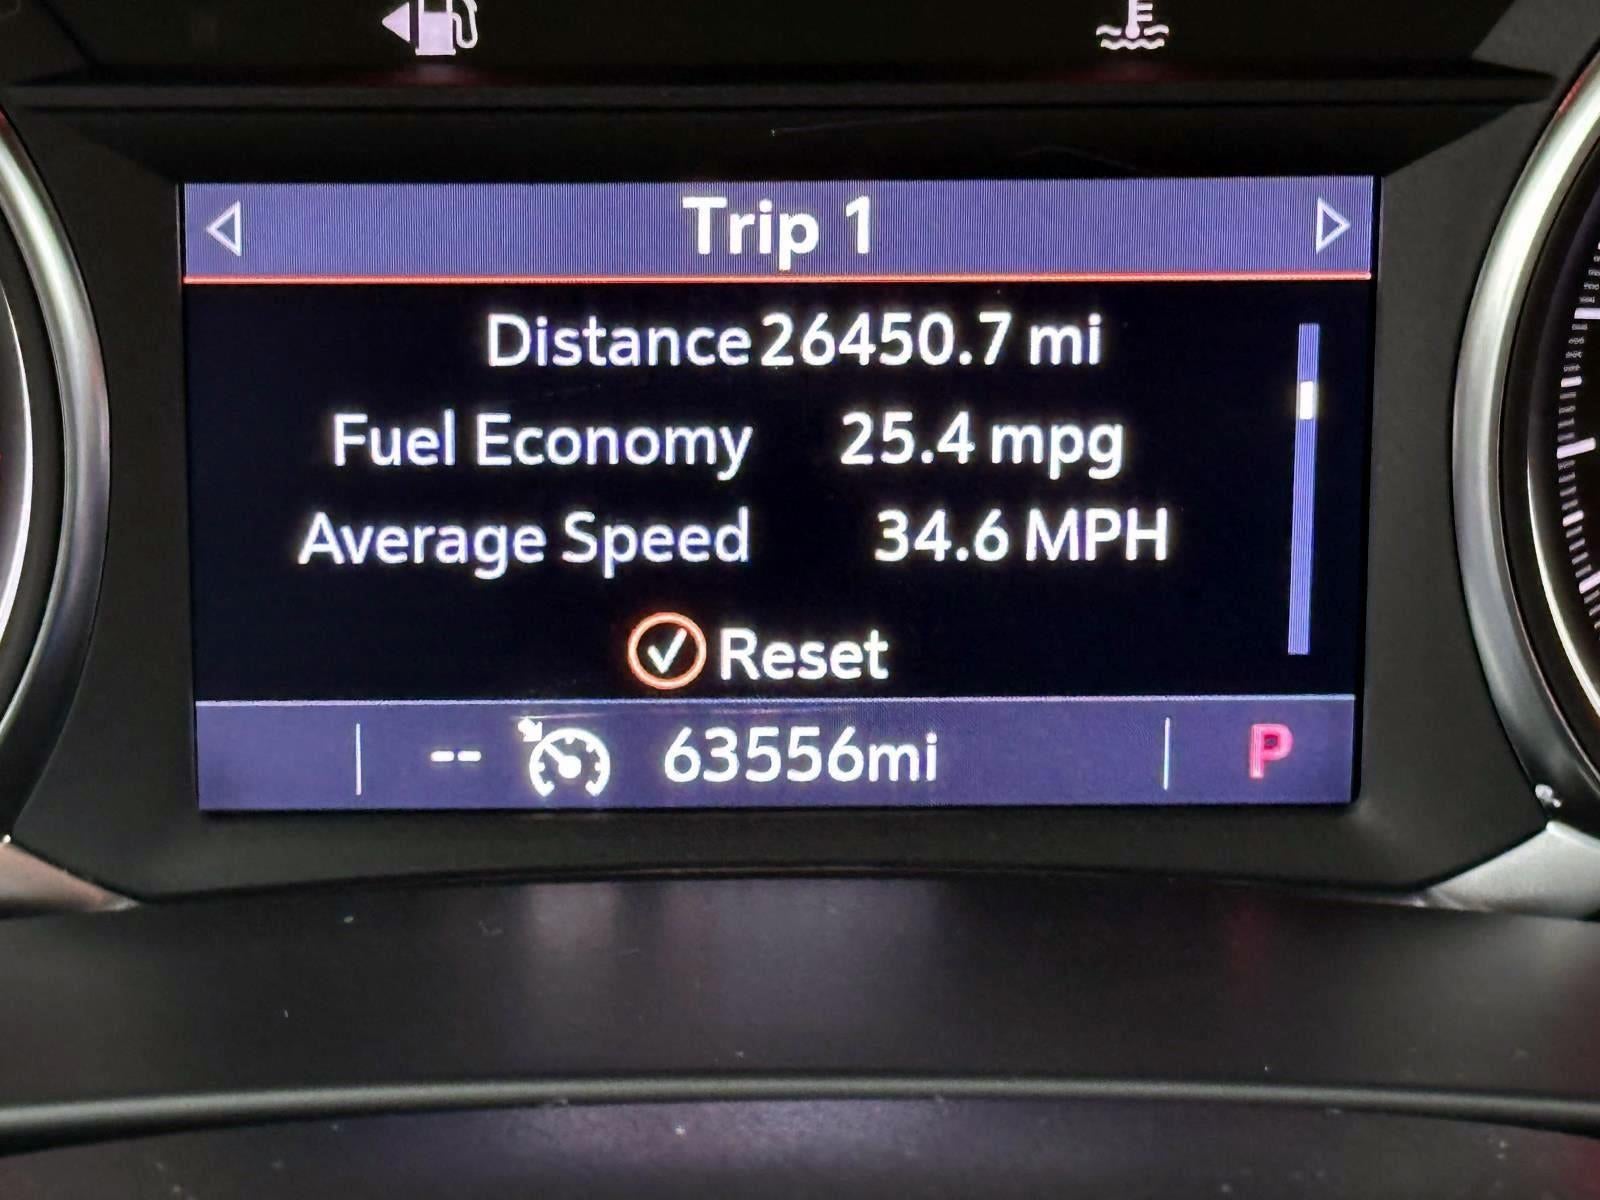 Trip 1
Distance 26450.7 mi
Fuel Economy 25.4 mpg
Average Speed 34.6 MPH
Reset
-- 63556mi P